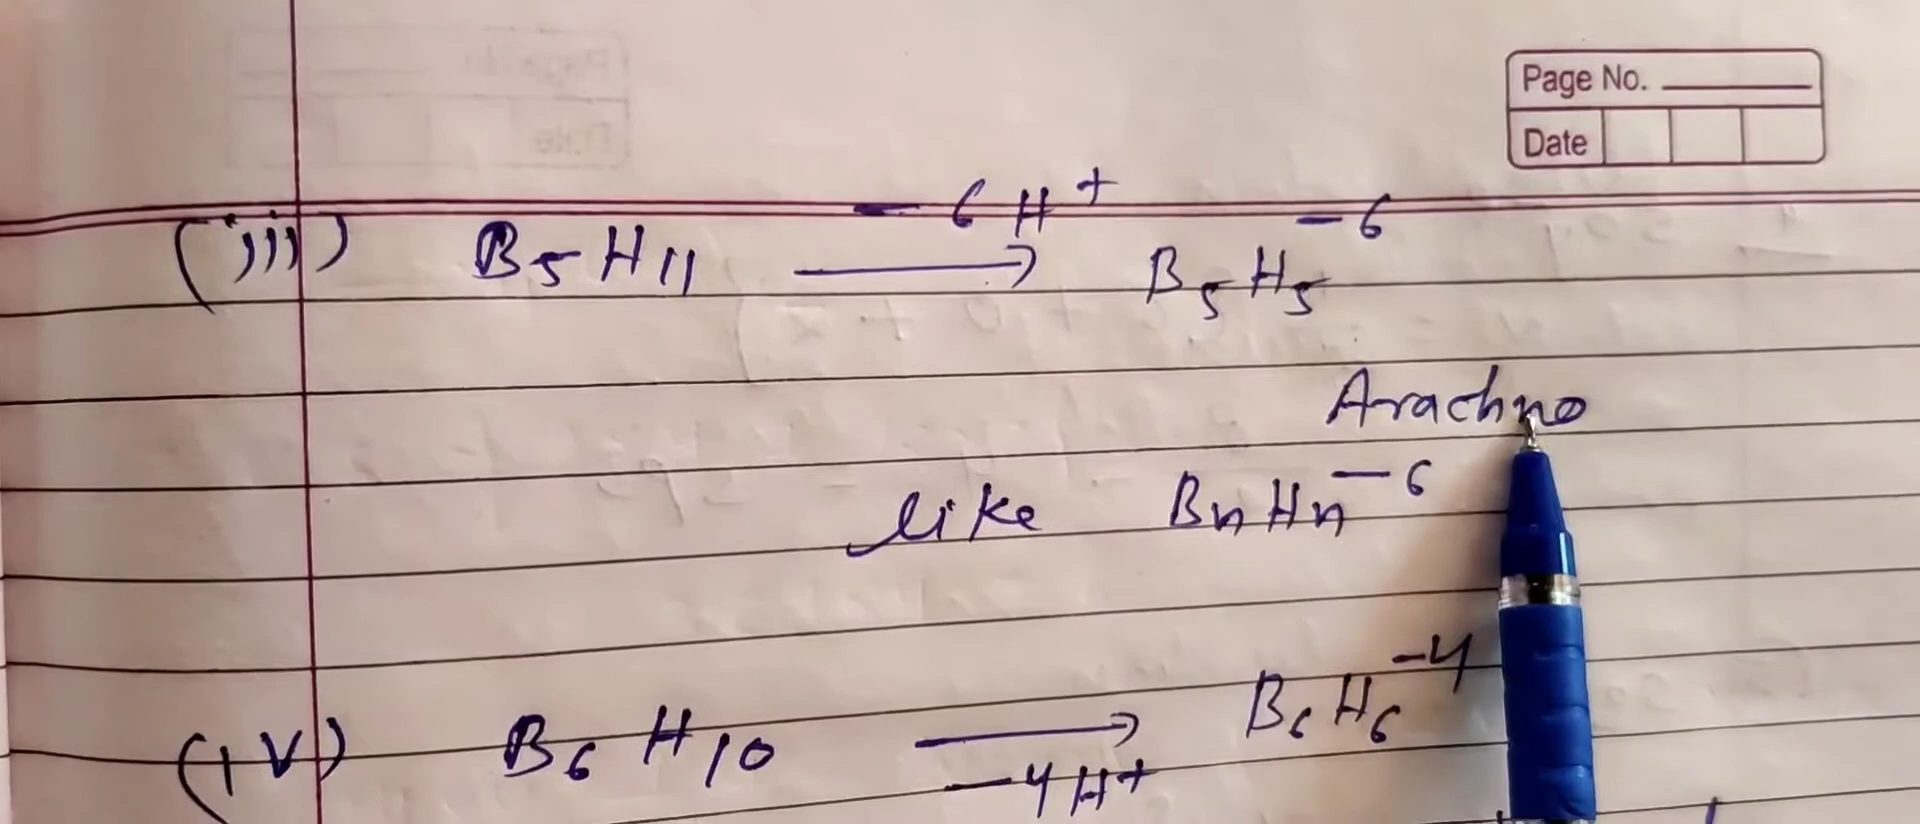 Page No.
Date
(iii) B5H11 —6H+ → B5H5 —6
Arachno
like BnHn —6
(IV) B6H10 → —4H+ B6H6 —4